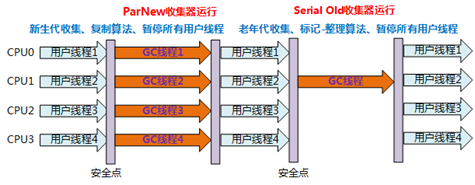 ParNew收集器运行
Serial Old收集器运行
新生代收集、复制算法、暂停所有用户线程
老年代收集、标记-整理算法、暂停所有用户线程
CPU0 用户线程1 GC线程1 用户线程1 用户线程1
CPU1 用户线程2 GC线程2 用户线程2 GC线程 用户线程2
CPU2 用户线程3 GC线程3 用户线程3 用户线程3
CPU3 用户线程4 GC线程4 用户线程4 用户线程4
安全点 安全点